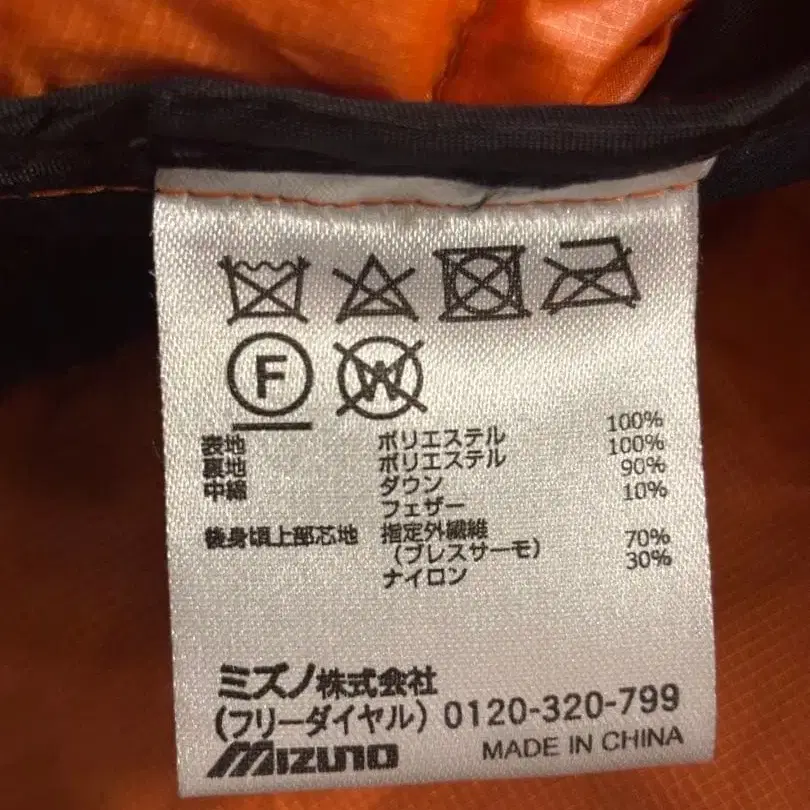 F W
表地 ポリエステル 100%
裏地 ポリエステル 100%
中綿 ダウン 90%
フェザー 10%
後身頃上部芯地 指定外繊維
(ブレスサーモ) 70%
ナイロン 30%
ミズノ株式会社
(フリーダイヤル) 0120-320-799
MIZUNO MADE IN CHINA